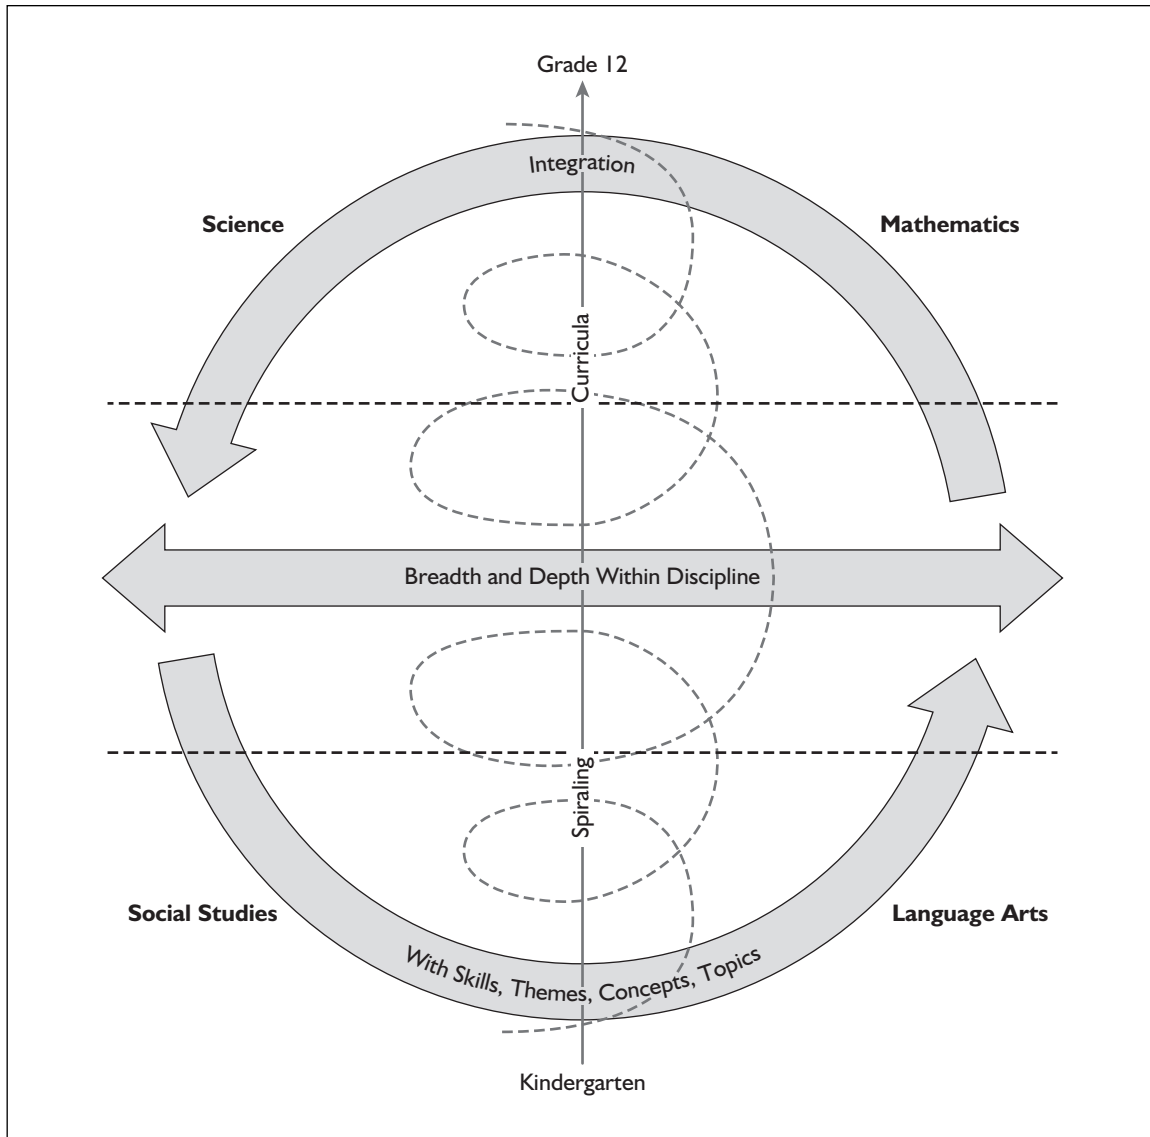 Grade 12
Integration
Science
Mathematics
Curricula
Breadth and Depth Within Discipline
Spiraling
Social Studies
Language Arts
With Skills, Themes, Concepts, Topics
Kindergarten